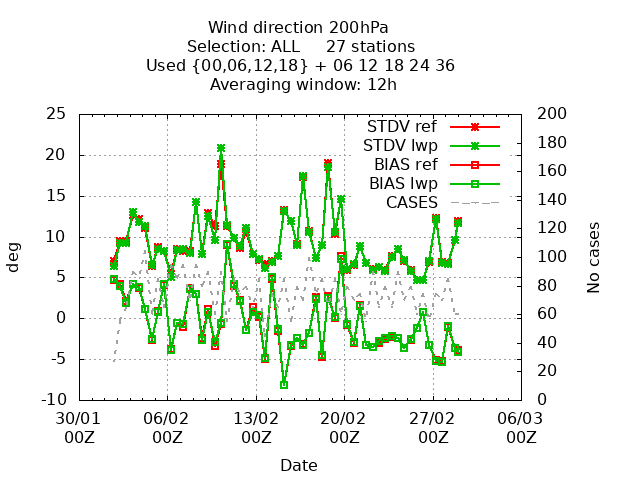 Wind direction 200hPa
Selection: ALL     27 stations
Used {00,06,12,18} + 06 12 18 24 36
Averaging window: 12h
STDV ref
STDV lwp
BIAS ref
BIAS lwp
CASES
deg
25
20
15
10
5
0
-5
-10
No cases
200
180
160
140
120
100
80
60
40
20
0
30/01 06/02 13/02 20/02 27/02 06/03
00Z 00Z 00Z 00Z 00Z 00Z
Date